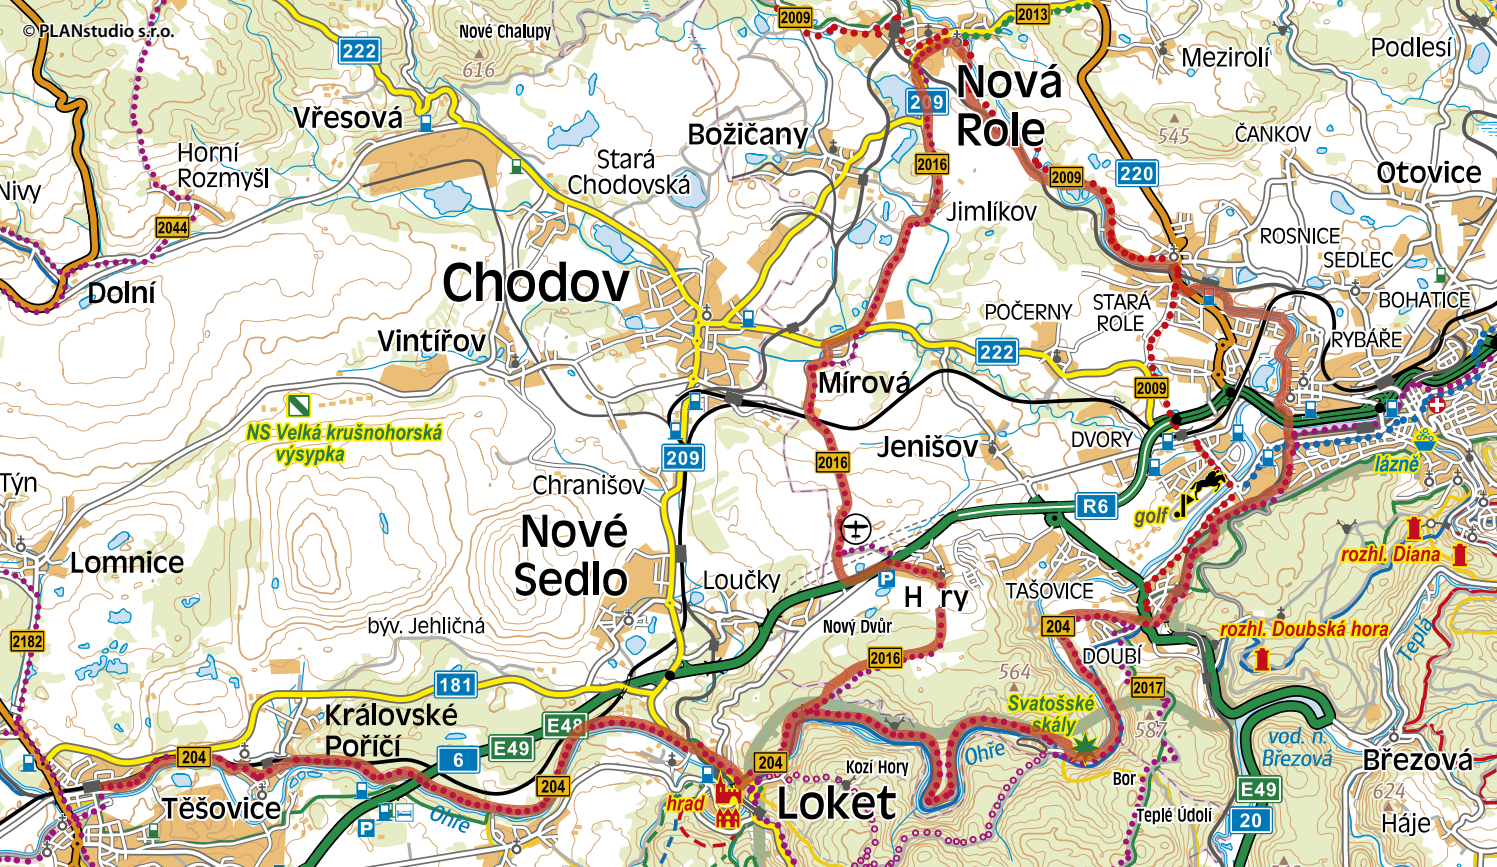 © PLANstudio s.r.o.
222
Nové Chalupy
616
2009
2013
Mezirolí
Podlesí
Nová
Role
209
545
ČANKOV
Vřesová
Božičany
Horní
Rozmyšl
Stará
Chodovská
2016
2009
220
Otovice
Nivy
2044
Jimlíkov
ROSNICE
SEDLEC
Dolní
Chodov
POČERNY
STARÁ
ROLE
BOHATICE
RYBÁŘE
Vintířov
222
Mírová
2009
NS Velká krušnohorská
výsypka
Jenišov
DVORY
lázně
209
2016
Týn
Chranišov
R6
golf
Nové
Sedlo
rozhl. Diana
Lomnice
Loučky
P
H ry
TAŠOVICE
býv. Jehličná
Nový Dvůr
204
rozhl. Doubská hora
Teplá
2182
2016
DOUBÍ
564
181
2017
Svatošské
skály
Královské
Poříčí
E48
E49
587
204
6
204
204
Ohře
Kozí Hory
Bor
vod. n.
Březová
Březová
Těšovice
Ohře
P
hrad
Loket
Teplé Údolí
E49
20
624
Háje